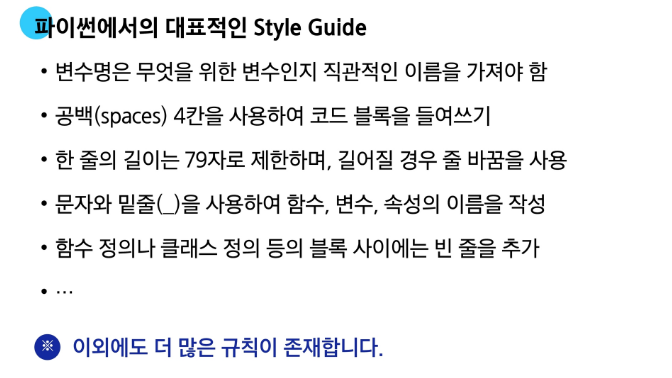 파이썬에서의 대표적인 Style Guide
• 변수명은 무엇을 위한 변수인지 직관적인 이름을 가져야 함
• 공백(spaces) 4칸을 사용하여 코드 블록을 들여쓰기
• 한 줄의 길이는 79자로 제한하며, 길어질 경우 줄 바꿈을 사용
• 문자와 밑줄(_)을 사용하여 함수, 변수, 속성의 이름을 작성
• 함수 정의나 클래스 정의 등의 블록 사이에는 빈 줄을 추가
• …
※ 이외에도 더 많은 규칙이 존재합니다.